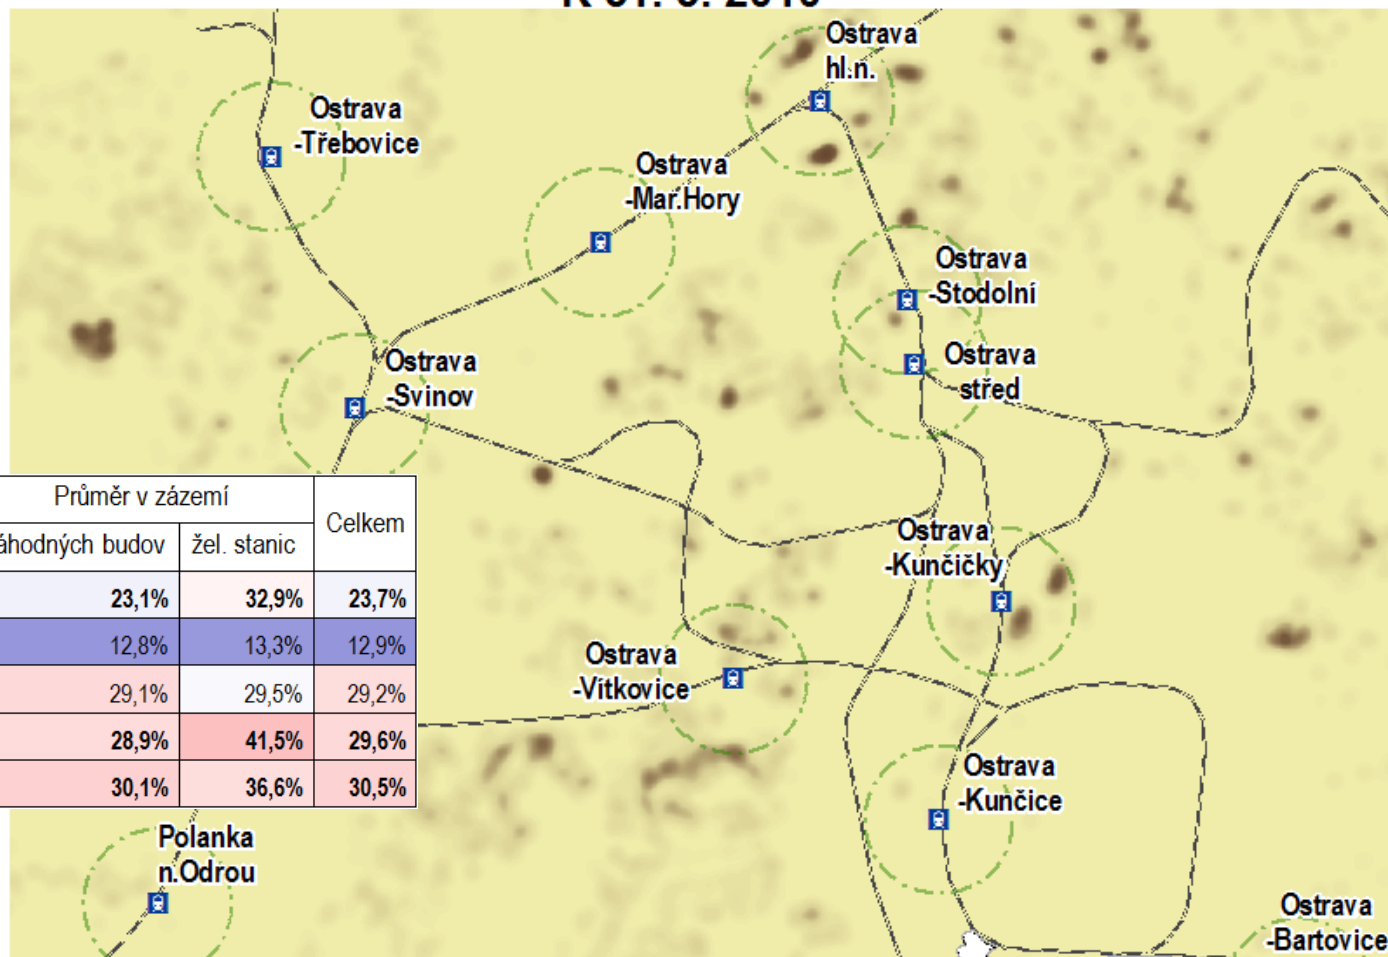 Ostrava
hl.n.
Ostrava
-Třebovice
Ostrava
-Mar.Hory
Ostrava
-Stodolní
Ostrava
střed
Ostrava
-Svinov
Průměr v zázemí
Celkem
žel. stanic
budov
23,1% 32,9% 23,7%
12,8% 13,3% 12,9%
29,1% 29,5% 29,2%
28,9% 41,5% 29,6%
30,1% 36,6% 30,5%
Ostrava
-Kunčičky
Ostrava
-Vítkovice
Ostrava
-Kunčice
Polanka
n.Odrou
Ostrava
-Bartovice